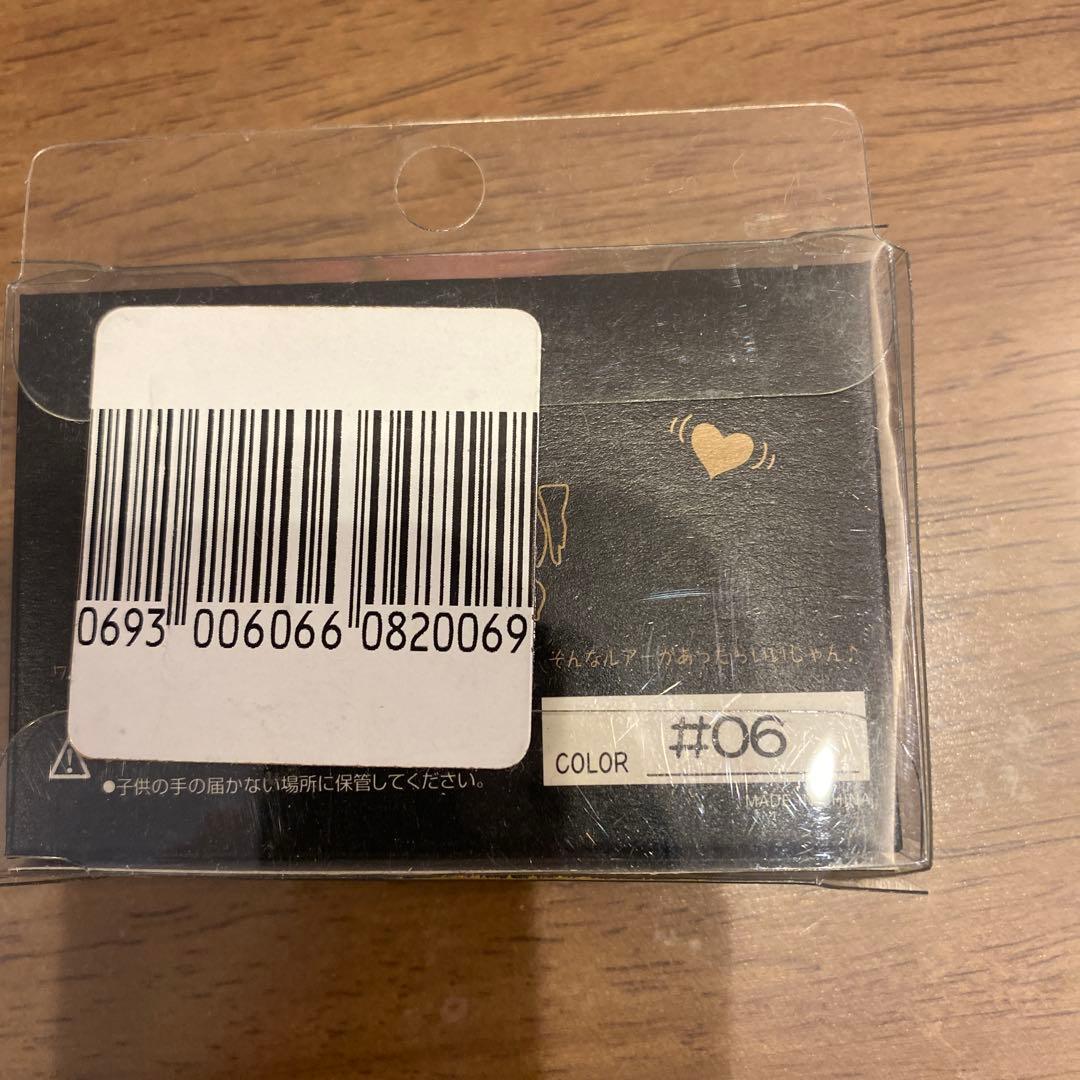 0693 006066 0820069
そんなルアーがあったらいいじゃん♪
COLOR #06
●子供の手の届かない場所に保管してください。
MADE